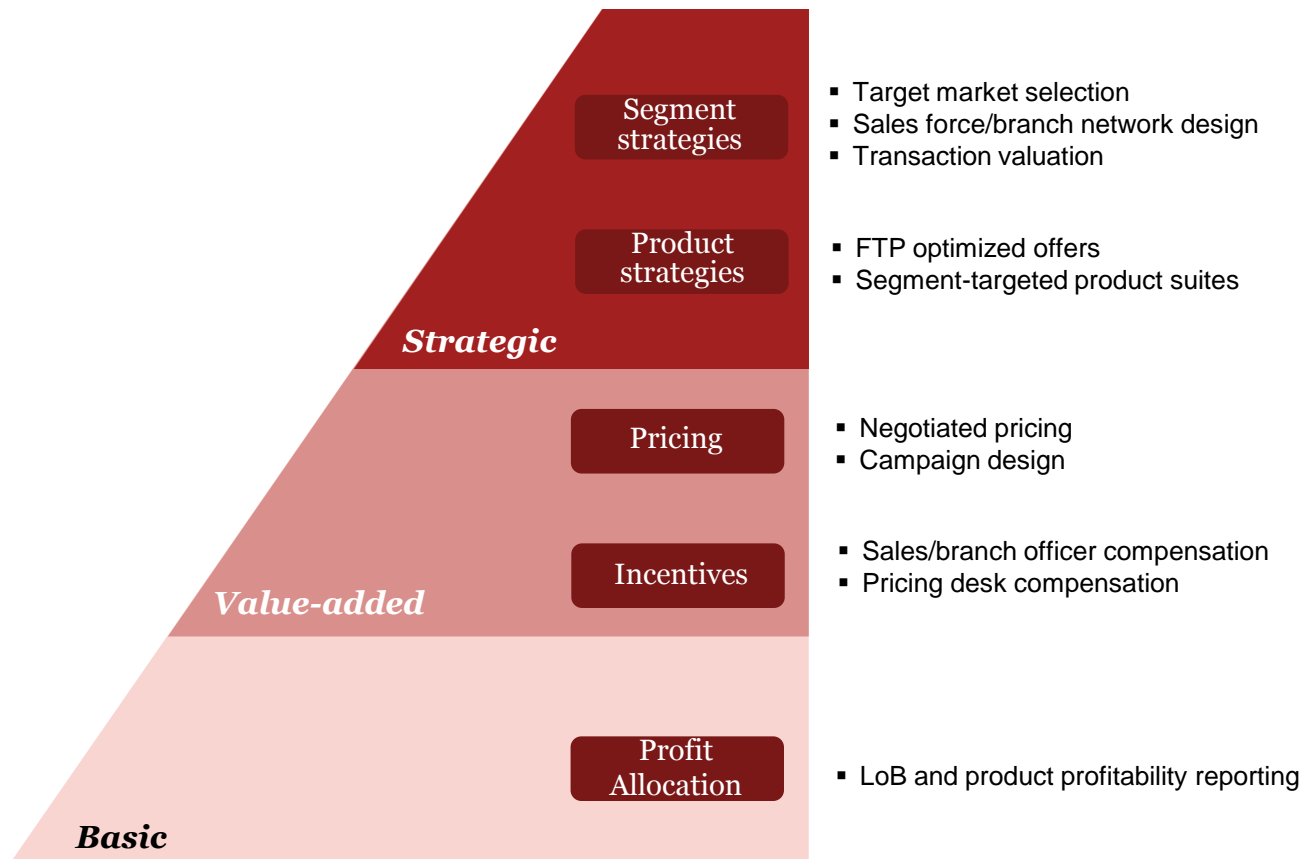 Segment
strategies
▪ Target market selection
▪ Sales force/branch network design
▪ Transaction valuation
Product
strategies
▪ FTP optimized offers
▪ Segment-targeted product suites
Strategic
Pricing
▪ Negotiated pricing
▪ Campaign design
Incentives
▪ Sales/branch officer compensation
▪ Pricing desk compensation
Value-added
Profit
Allocation
▪ LoB and product profitability reporting
Basic